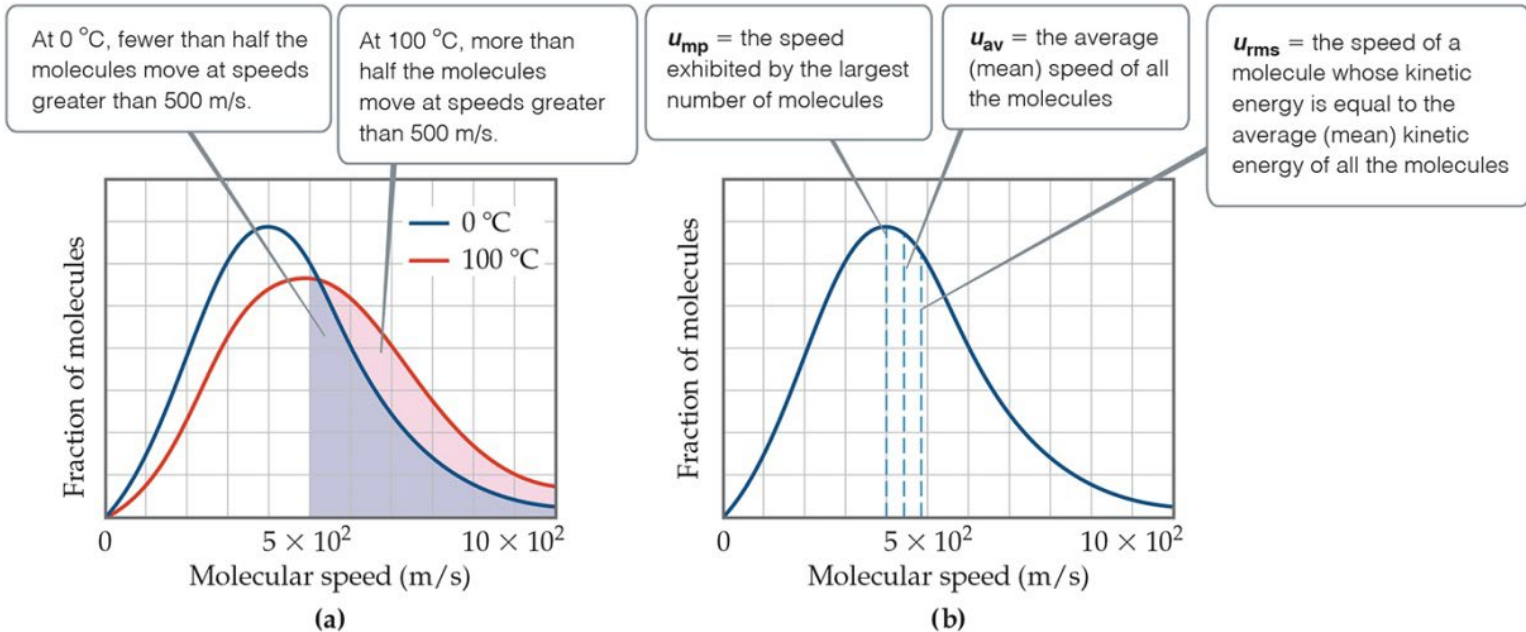 At 0 °C, fewer than half the
molecules move at speeds
greater than 500 m/s.
At 100 °C, more than
half the molecules
move at speeds greater
than 500 m/s.
u_mp = the speed
exhibited by the largest
number of molecules
u_av = the average
(mean) speed of all
the molecules
u_rms = the speed of a
molecule whose kinetic
energy is equal to the
average (mean) kinetic
energy of all the molecules
0 °C
100 °C
Fraction of molecules
0
5 × 10²
10 × 10²
Molecular speed (m/s)
(a)
Fraction of molecules
0
5 × 10²
10 × 10²
Molecular speed (m/s)
(b)